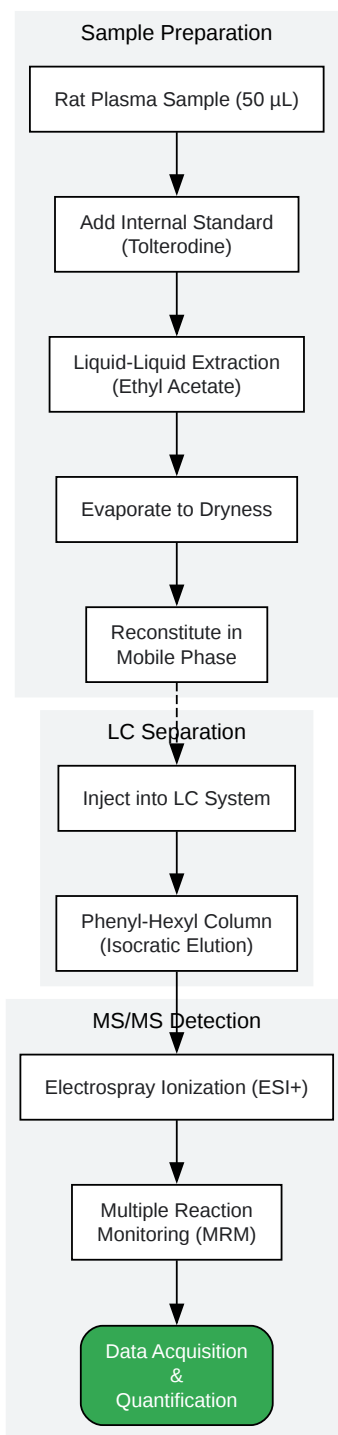 Sample Preparation
Rat Plasma Sample (50 µL)
Add Internal Standard
(Tolterodine)
Liquid-Liquid Extraction
(Ethyl Acetate)
Evaporate to Dryness
Reconstitute in
Mobile Phase
LC Separation
Inject into LC System
Phenyl-Hexyl Column
(Isocratic Elution)
MS/MS Detection
Electrospray Ionization (ESI+)
Multiple Reaction
Monitoring (MRM)
Data Acquisition
&
Quantification